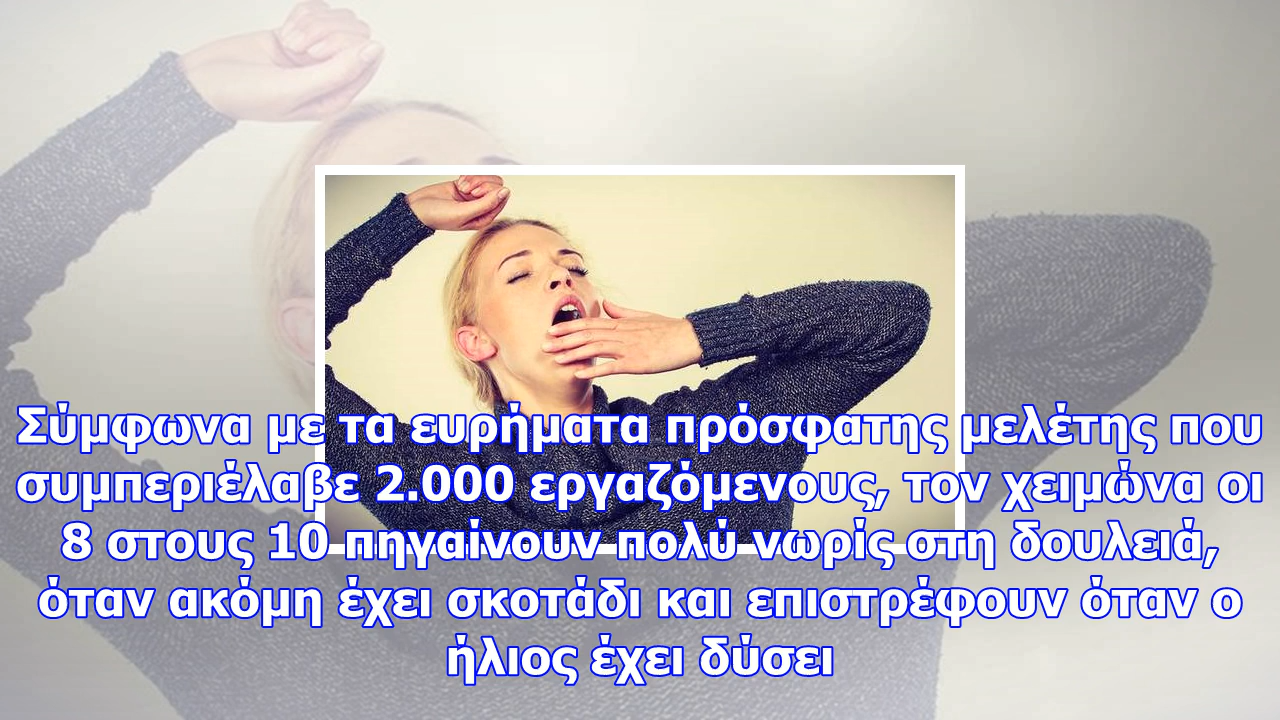 Σύμφωνα με τα ευρήματα πρόσφατης μελέτης που
συμπεριέλαβε 2.000 εργαζόμενους, τον χειμώνα οι
8 στους 10 πηγαίνουν πολύ νωρίς στη δουλειά,
όταν ακόμη έχει σκοτάδι και επιστρέφουν όταν ο
ήλιος έχει δύσει